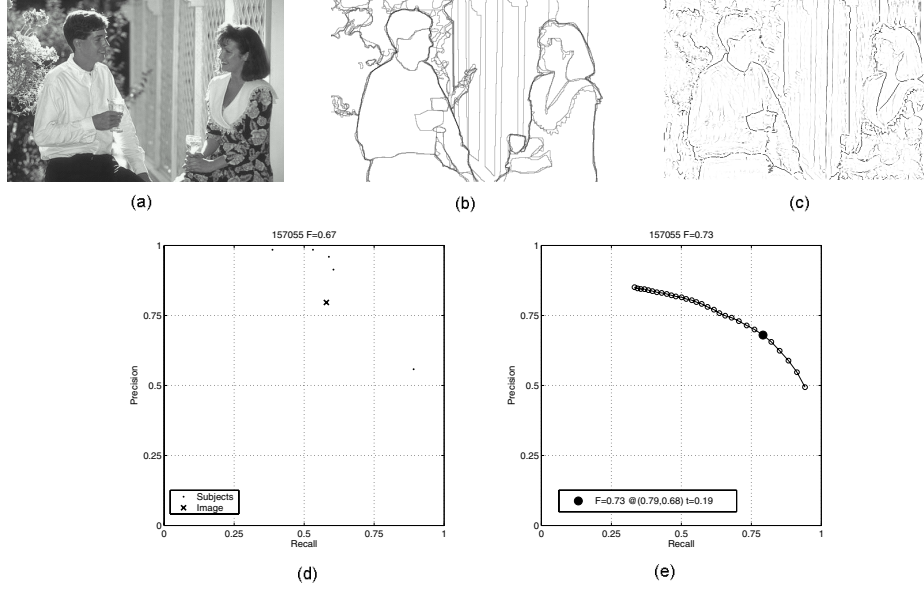 (a)
(b)
(c)
157055 F=0.67
1
0.75
0.5
0.25
0
Precision
Subjects
Image
0 0.25 0.5 0.75 1
Recall
(d)
157055 F=0.73
1
0.75
0.5
0.25
0
Precision
F=0.73 @(0.79,0.68) t=0.19
0 0.25 0.5 0.75 1
Recall
(e)